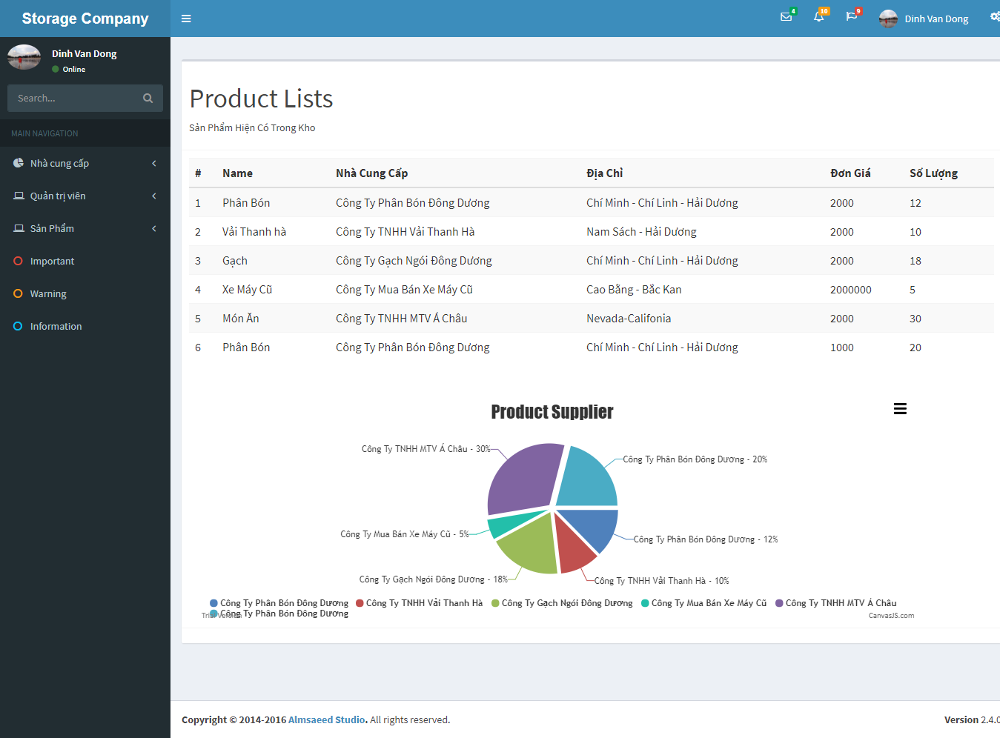 Storage Company
4
10
9
Dinh Van Dong
Dinh Van Dong
Online
Search...
MAIN NAVIGATION
Nhà cung cấp
Quản trị viên
Sản Phẩm
Important
Warning
Information
Product Lists
Sản Phẩm Hiện Có Trong Kho
# Name Nhà Cung Cấp Địa Chỉ Đơn Giá Số Lượng
1 Phân Bón Công Ty Phân Bón Đông Dương Chí Minh - Chí Linh - Hải Dương 2000 12
2 Vải Thanh hà Công Ty TNHH Vải Thanh Hà Nam Sách - Hải Dương 2000 10
3 Gạch Công Ty Gạch Ngói Đông Dương Chí Minh - Chí Linh - Hải Dương 2000 18
4 Xe Máy Cũ Công Ty Mua Bán Xe Máy Cũ Cao Bằng - Bắc Kan 2000000 5
5 Món Ăn Công Ty TNHH MTV Á Châu Nevada-Califonia 2000 30
6 Phân Bón Công Ty Phân Bón Đông Dương Chí Minh - Chí Linh - Hải Dương 1000 20
Product Supplier
Công Ty TNHH MTV Á Châu - 30%
Công Ty Phân Bón Đông Dương - 20%
Công Ty Mua Bán Xe Máy Cũ - 5%
Công Ty Phân Bón Đông Dương - 12%
Công Ty Gạch Ngói Đông Dương - 18%
Công Ty TNHH Vải Thanh Hà - 10%
Công Ty Phân Bón Đông Dương Công Ty TNHH Vải Thanh Hà Công Ty Gạch Ngói Đông Dương Công Ty Mua Bán Xe Máy Cũ Công Ty TNHH MTV Á Châu
Công Ty Phân Bón Đông Dương
Trial Version
CanvasJS.com
Copyright © 2014-2016 Almsaeed Studio. All rights reserved.
Version 2.4.0